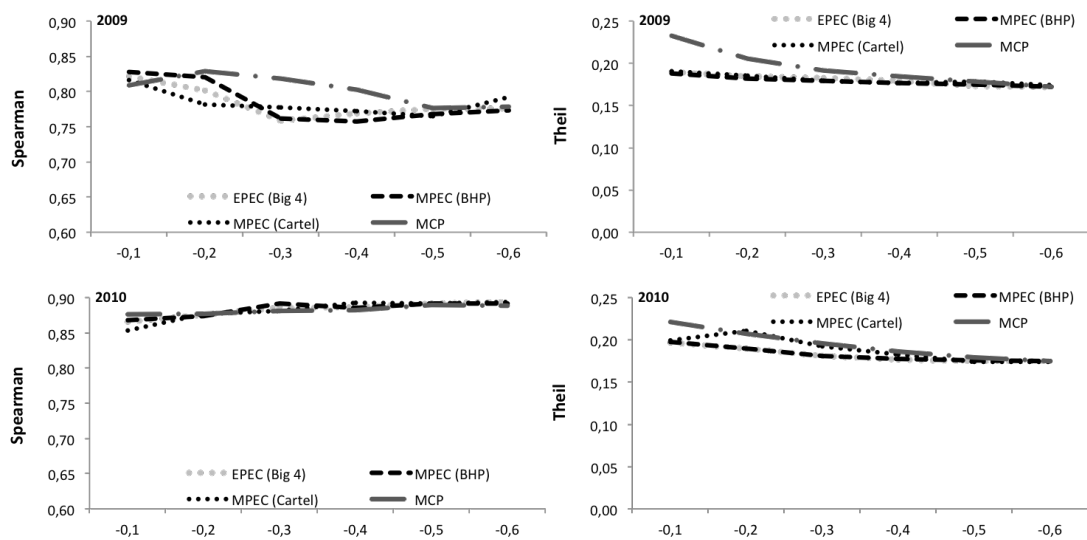 2009
Spearman
0,90
0,85
0,80
0,75
0,70
0,65
0,60
EPEC (Big 4)
MPEC (BHP)
MPEC (Cartel)
MCP
-0,1 -0,2 -0,3 -0,4 -0,5 -0,6
2009
Theil
0,25
0,20
0,15
0,10
0,05
0,00
EPEC (Big 4)
MPEC (BHP)
MPEC (Cartel)
MCP
-0,1 -0,2 -0,3 -0,4 -0,5 -0,6
2010
Spearman
0,90
0,85
0,80
0,75
0,70
0,65
0,60
EPEC (Big 4)
MPEC (BHP)
MPEC (Cartel)
MCP
-0,1 -0,2 -0,3 -0,4 -0,5 -0,6
2010
Theil
0,25
0,20
0,15
0,10
0,05
0,00
EPEC (Big 4)
MPEC (BHP)
MPEC (Cartel)
MCP
-0,1 -0,2 -0,3 -0,4 -0,5 -0,6